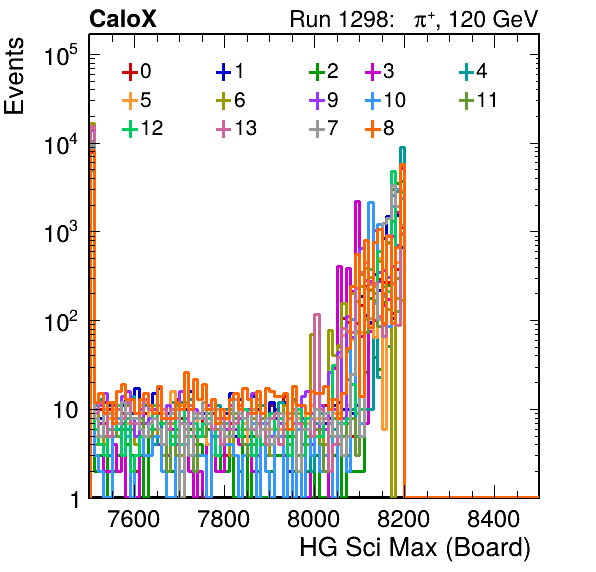 CaloX Run 1298: π⁺, 120 GeV
Events
0 1 2 3 4
5 6 9 10 11
12 13 7 8
10⁵
10⁴
10³
10²
10
1
7600 7800 8000 8200 8400
HG Sci Max (Board)